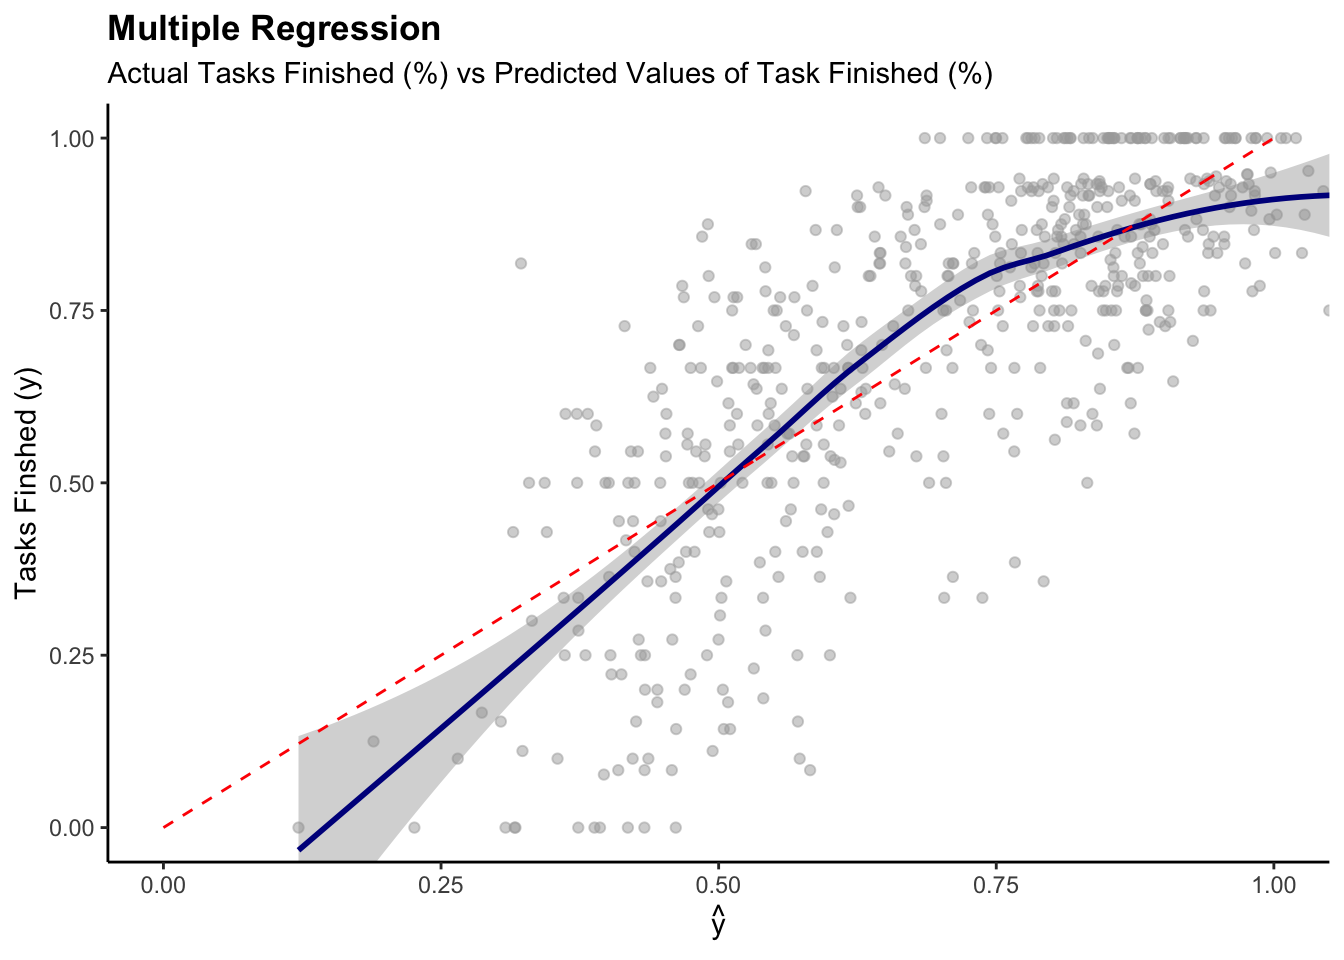 Multiple Regression
Actual Tasks Finished (%) vs Predicted Values of Task Finished (%)
Tasks Finshed (y)
1.00
0.75
0.50
0.25
0.00
0.00 0.25 0.50 0.75 1.00
ŷ